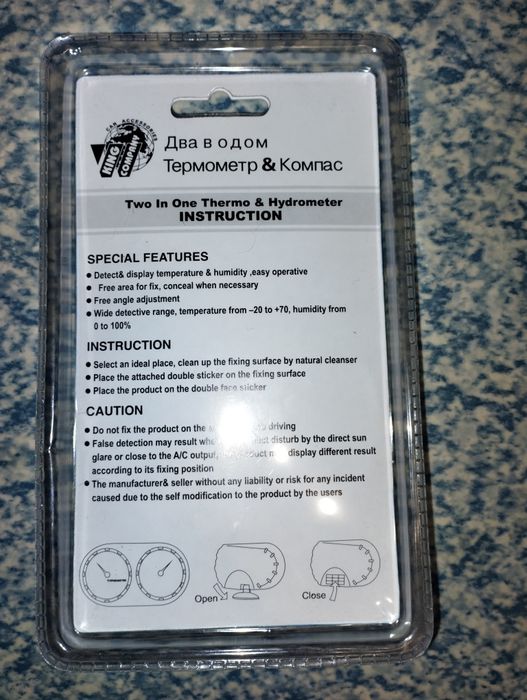 CAR ACCESSORIES
KING
COMPANY
Два в одом
Термометр & Компас
Two In One Thermo & Hydrometer
INSTRUCTION
SPECIAL FEATURES
● Detect& display temperature & humidity ,easy operative
● Free area for fix, conceal when necessary
● Free angle adjustment
● Wide detective range, temperature from –20 to +70, humidity from
0 to 100%
INSTRUCTION
● Select an ideal place, clean up the fixing surface by natural cleanser
● Place the attached double sticker on the fixing surface
● Place the product on the double face sticker
CAUTION
● Do not fix the product on the driving
● False detection may result disturb by the direct sun
glare or close to the A/C output, display different result
according to its fixing position
● The manufacturer& seller without any liability or risk for any incident
caused due to the self modification to the product by the users
Open
Close